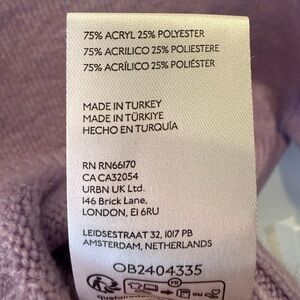 75% ACRYL 25% POLYESTER
75% ACRILICO 25% POLIESTERE
75% ACRÍLICO 25% POLIÉSTER
MADE IN TURKEY
MADE IN TÜRKIYE
HECHO EN TURQUÍA
RN RN66170
CA CA32054
URBN UK Ltd.
146 Brick Lane,
LONDON, E1 6RU
LEIDSESTRAAT 32, 1017 PB
AMSTERDAM, NETHERLANDS
OB2404335
FR
OU